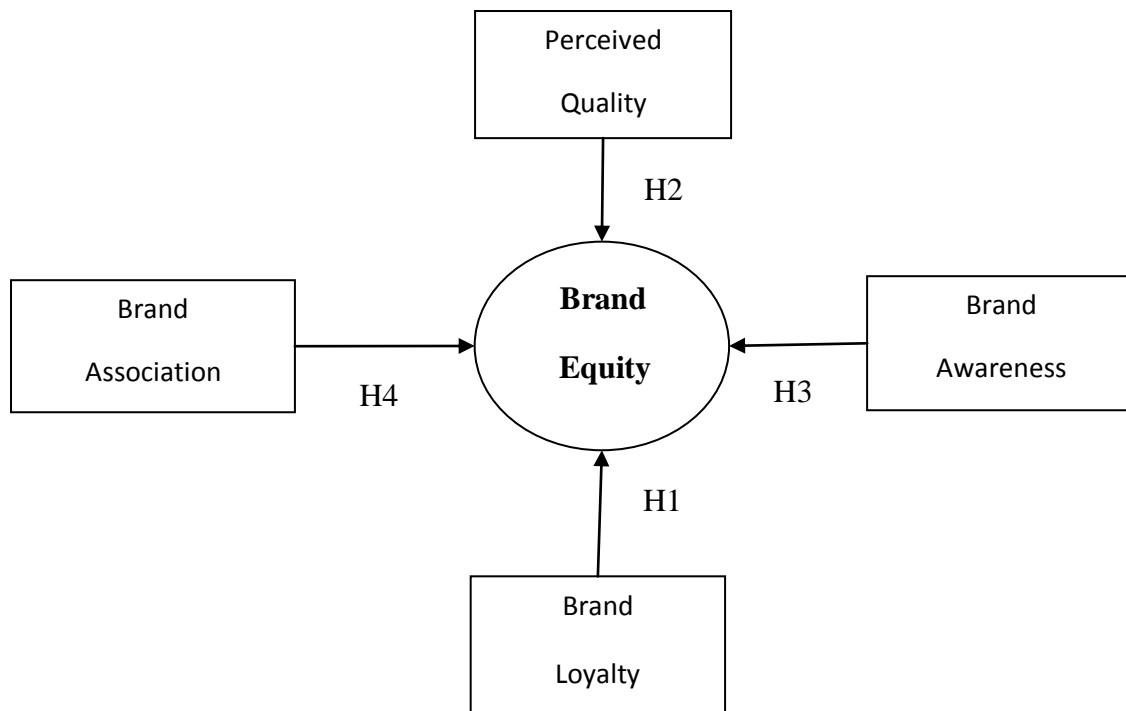 Perceived
Quality
H2
Brand
Association
H4
Brand
Equity
Brand
Awareness
H3
H1
Brand
Loyalty